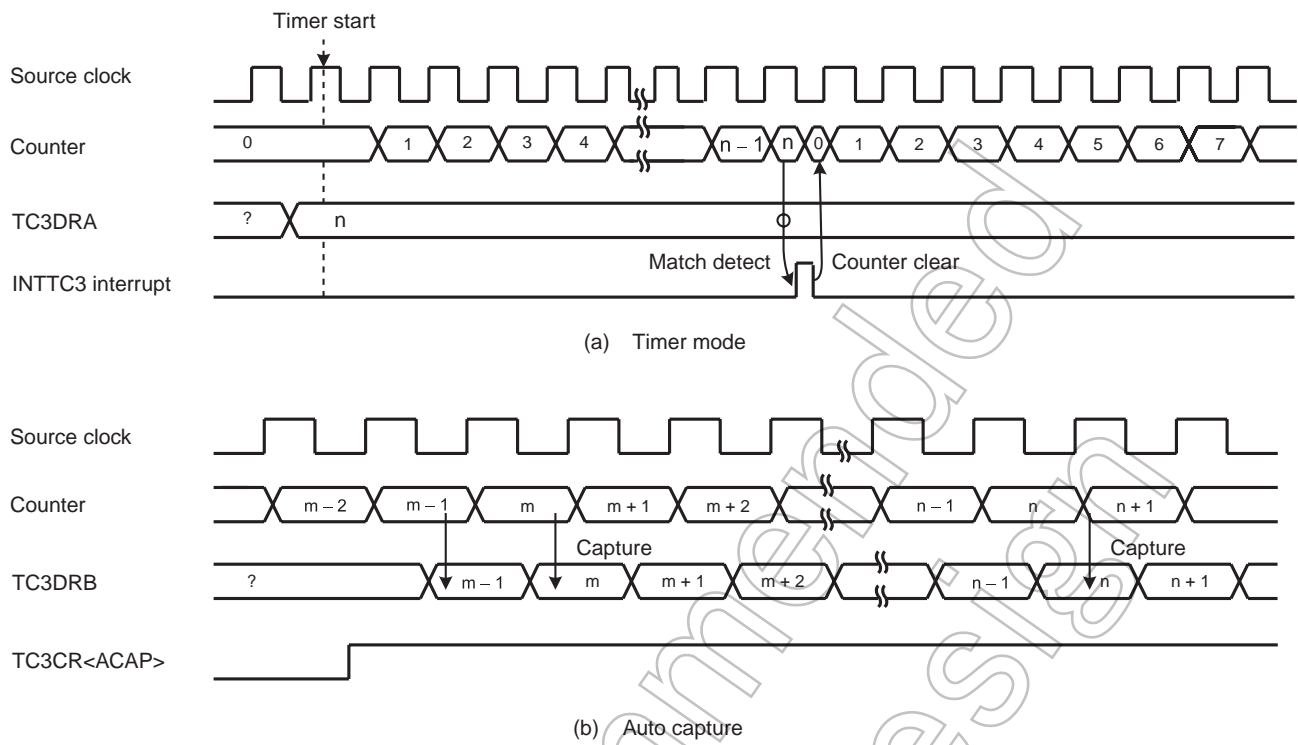 Timer start
Source clock
Counter
0 1 2 3 4 n – 1 n 0 1 2 3 4 5 6 7
TC3DRA
? n
Match detect Counter clear
INTTC3 interrupt
(a) Timer mode
Source clock
Counter
m – 2 m – 1 m m + 1 m + 2 n – 1 n n + 1
Capture Capture
TC3DRB
? m – 1 m m + 1 m + 2 n – 1 n n + 1
TC3CR<ACAP>
(b) Auto capture